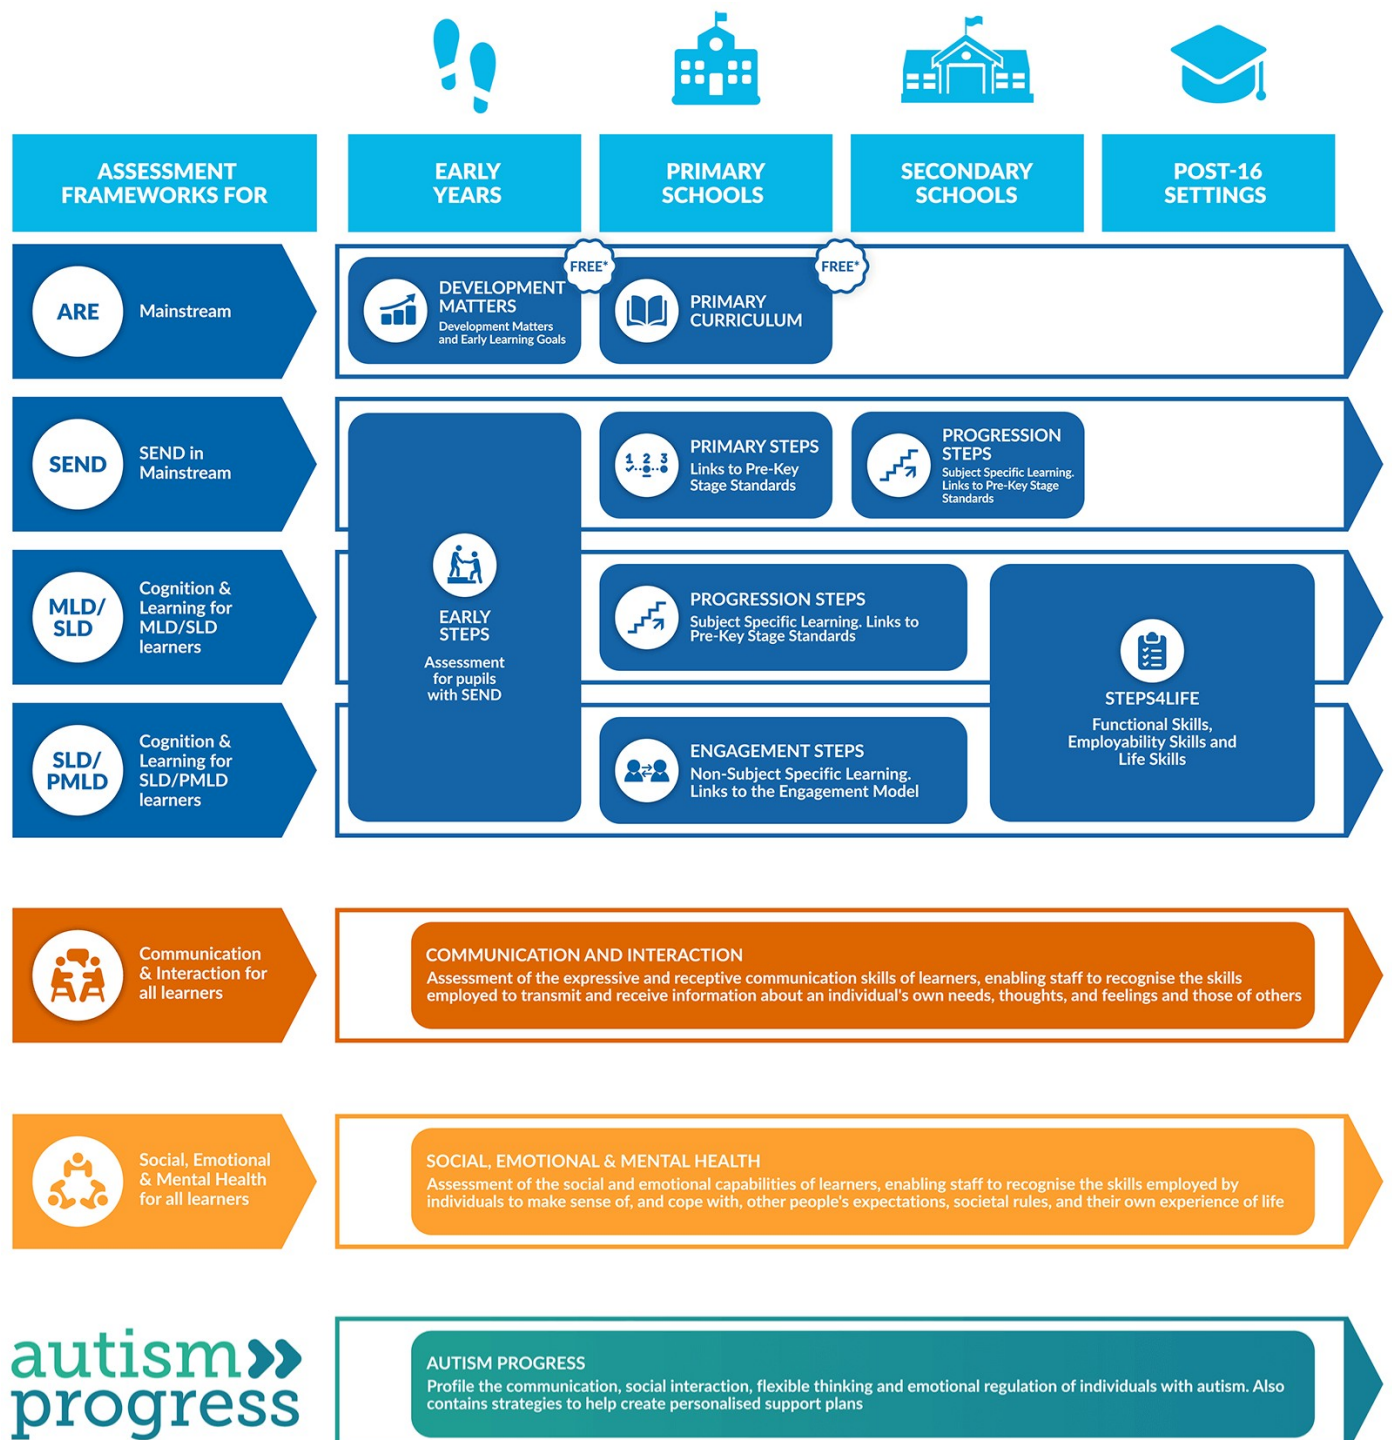 ASSESSMENT
FRAMEWORKS FOR
EARLY
YEARS
PRIMARY
SCHOOLS
SECONDARY
SCHOOLS
POST-16
SETTINGS
ARE
Mainstream
DEVELOPMENT
MATTERS
Development Matters
and Early Learning Goals
FREE*
PRIMARY
CURRICULUM
FREE*
SEND
SEND in
Mainstream
PRIMARY STEPS
Links to Pre-Key
Stage Standards
1 2 3
PROGRESSION
STEPS
Subject Specific Learning.
Links to Pre-Key Stage
Standards
EARLY
STEPS
Assessment
for pupils
with SEND
MLD/
SLD
Cognition &
Learning for
MLD/SLD
learners
PROGRESSION STEPS
Subject Specific Learning. Links to
Pre-Key Stage Standards
STEPS4LIFE
Functional Skills,
Employability Skills and
Life Skills
SLD/
PMLD
Cognition &
Learning for
SLD/PMLD
learners
ENGAGEMENT STEPS
Non-Subject Specific Learning.
Links to the Engagement Model
Communication
& Interaction for
all learners
COMMUNICATION AND INTERACTION
Assessment of the expressive and receptive communication skills of learners, enabling staff to recognise the skills
employed to transmit and receive information about an individual's own needs, thoughts, and feelings and those of others
Social, Emotional
& Mental Health
for all learners
SOCIAL, EMOTIONAL & MENTAL HEALTH
Assessment of the social and emotional capabilities of learners, enabling staff to recognise the skills employed by
individuals to make sense of, and cope with, other people's expectations, societal rules, and their own experience of life
autism
progress
AUTISM PROGRESS
Profile the communication, social interaction, flexible thinking and emotional regulation of individuals with autism. Also
contains strategies to help create personalised support plans